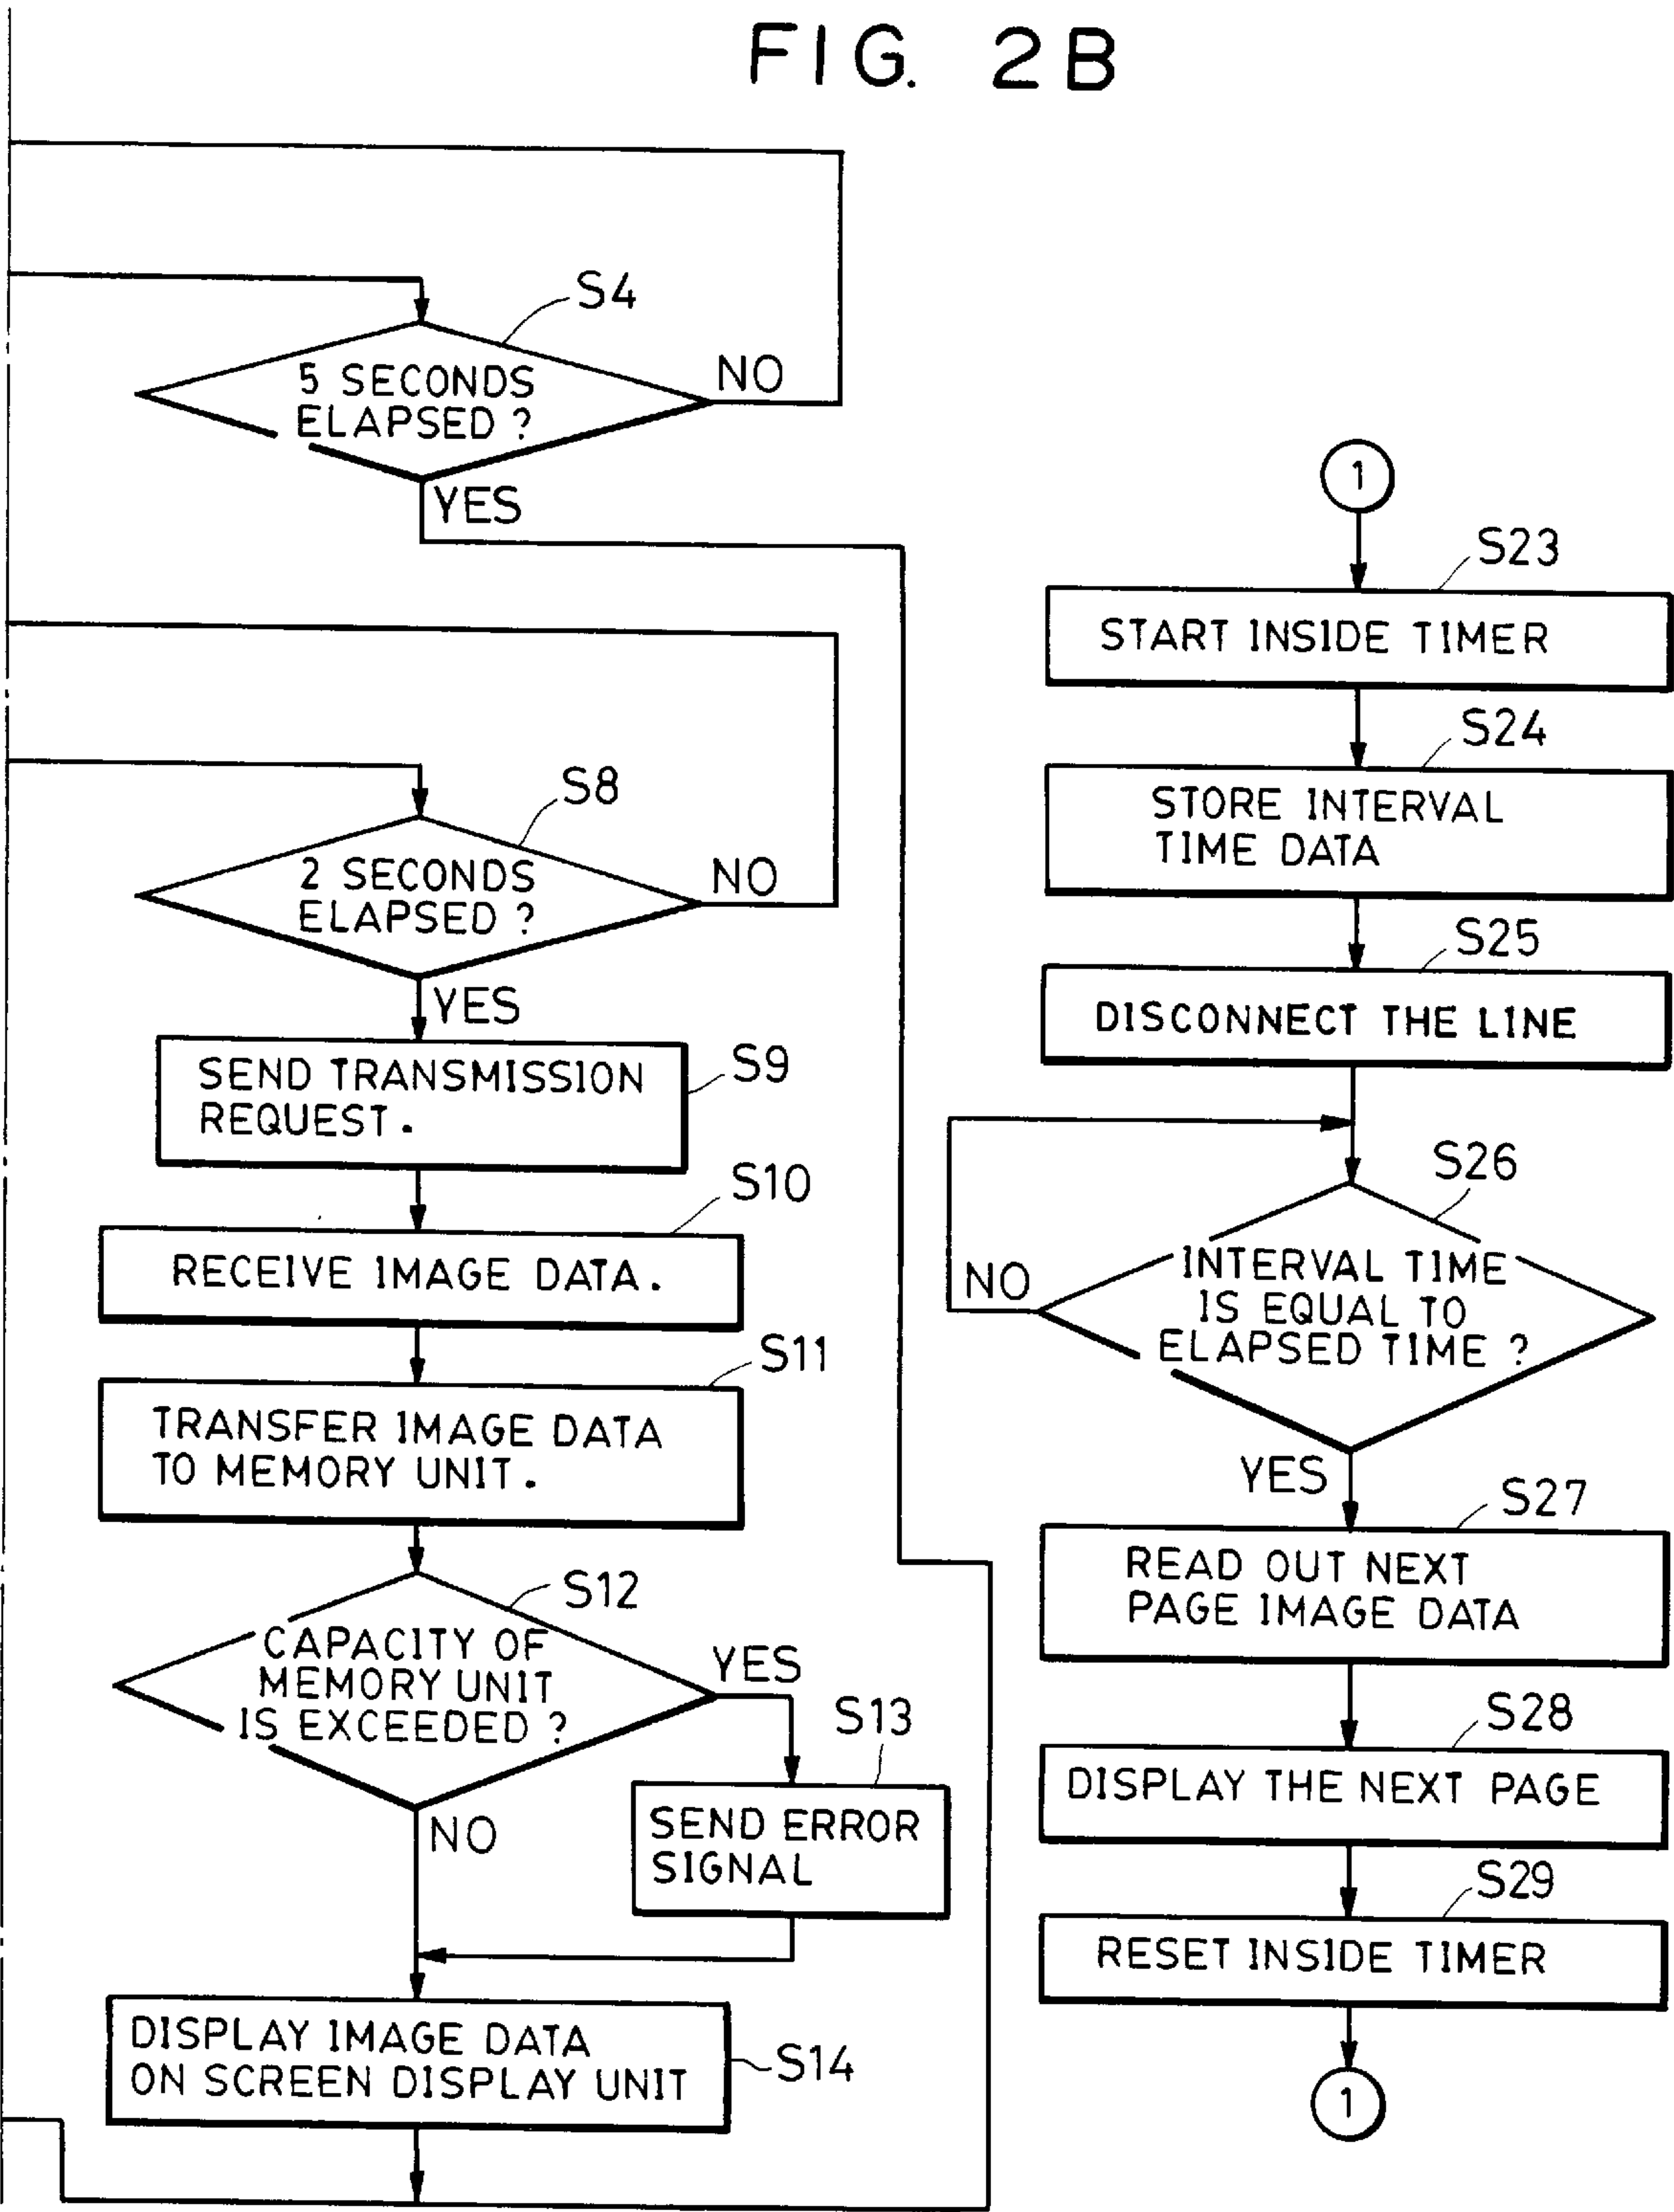 FIG. 2B
S4
5 SECONDS
ELAPSED ?
NO
YES
S8
2 SECONDS
ELAPSED ?
NO
YES
SEND TRANSMISSION
REQUEST.
S9
S10
RECEIVE IMAGE DATA.
S11
TRANSFER IMAGE DATA
TO MEMORY UNIT.
S12
CAPACITY OF
MEMORY UNIT
IS EXCEEDED ?
YES
S13
NO
SEND ERROR
SIGNAL
DISPLAY IMAGE DATA
ON SCREEN DISPLAY UNIT
S14
1
S23
START INSIDE TIMER
S24
STORE INTERVAL
TIME DATA
S25
DISCONNECT THE LINE
S26
INTERVAL TIME
IS EQUAL TO
ELAPSED TIME ?
NO
YES
S27
READ OUT NEXT
PAGE IMAGE DATA
S28
DISPLAY THE NEXT PAGE
S29
RESET INSIDE TIMER
1